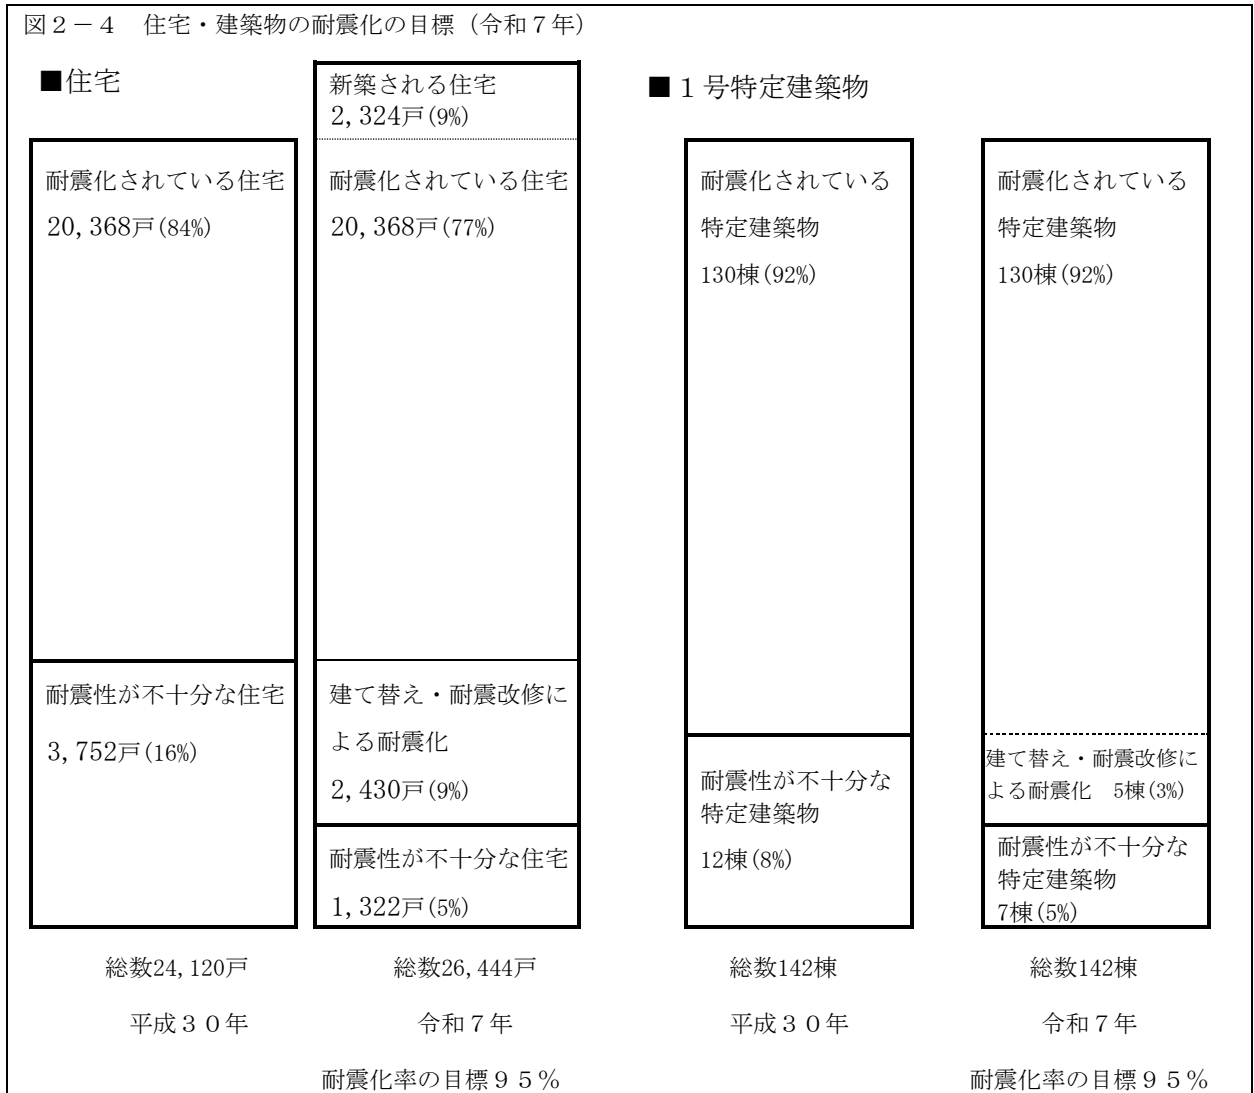 図２－４　住宅・建築物の耐震化の目標（令和７年）
■住宅
耐震化されている住宅
20,368戸(84%)
耐震性が不十分な住宅
3,752戸(16%)
総数24,120戸
平成３０年
新築される住宅
2,324戸(9%)
耐震化されている住宅
20,368戸(77%)
建て替え・耐震改修に
よる耐震化
2,430戸(9%)
耐震性が不十分な住宅
1,322戸(5%)
総数26,444戸
令和７年
耐震化率の目標９５％
■１号特定建築物
耐震化されている
特定建築物
130棟(92%)
耐震性が不十分な
特定建築物
12棟(8%)
総数142棟
平成３０年
耐震化されている
特定建築物
130棟(92%)
建て替え・耐震改修に
よる耐震化　5棟(3%)
耐震性が不十分な
特定建築物
7棟(5%)
総数142棟
令和７年
耐震化率の目標９５％